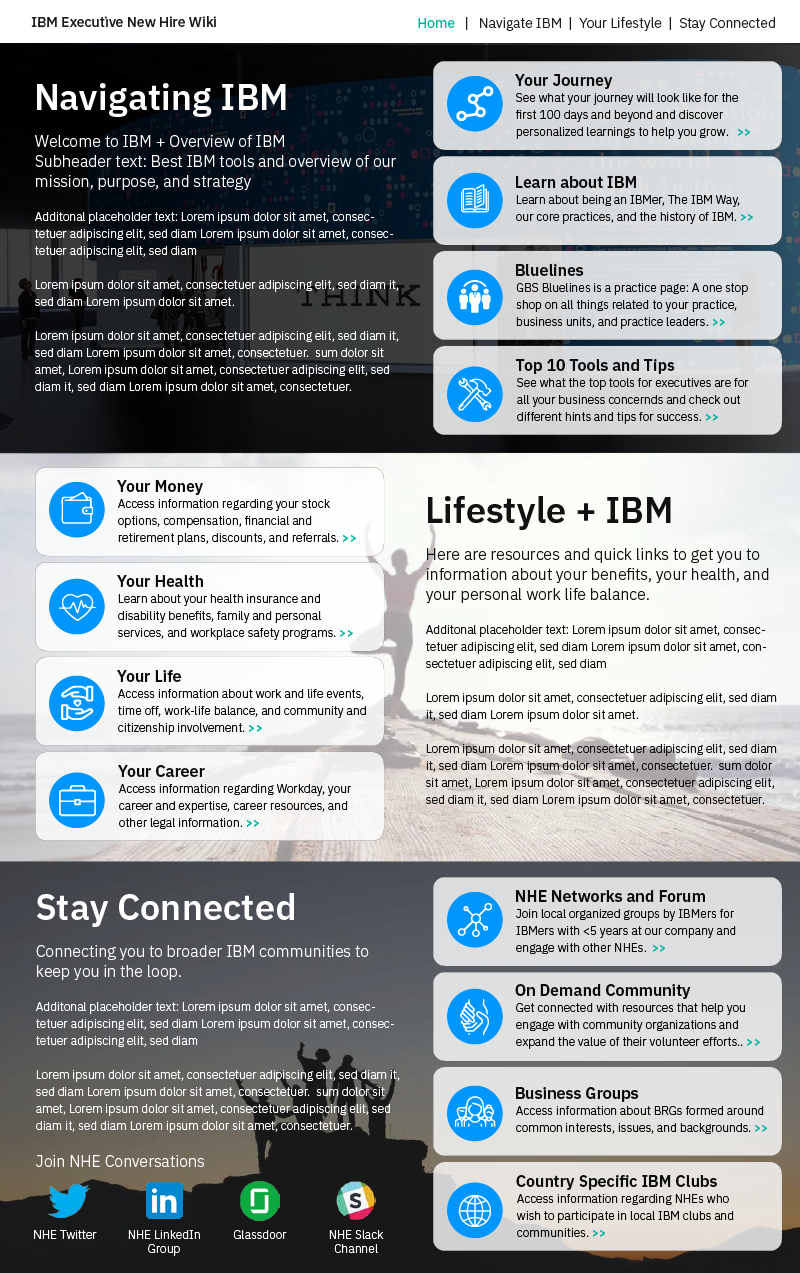 IBM Executive New Hire Wiki
Home | Navigate IBM | Your Lifestyle | Stay Connected
Navigating IBM
Welcome to IBM + Overview of IBM
Subheader text: Best IBM tools and overview of our
mission, purpose, and strategy
Additonal placeholder text: Lorem ipsum dolor sit amet, consec-
tetuer adipiscing elit, sed diam Lorem ipsum dolor sit amet, consec-
tetuer adipiscing elit, sed diam
Lorem ipsum dolor sit amet, consectetuer adipiscing elit, sed diam it,
sed diam Lorem ipsum dolor sit amet.
THINK
Lorem ipsum dolor sit amet, consectetuer adipiscing elit, sed diam it,
sed diam Lorem ipsum dolor sit amet, consectetuer.  sum dolor sit
amet, Lorem ipsum dolor sit amet, consectetuer adipiscing elit, sed
diam it, sed diam Lorem ipsum dolor sit amet, consectetuer.
Your Journey
See what your journey will look like for the
first 100 days and beyond and discover
personalized learnings to help you grow. >>
Learn about IBM
Learn about being an IBMer, The IBM Way,
our core practices, and the history of IBM. >>
Bluelines
GBS Bluelines is a practice page: A one stop
shop on all things related to your practice,
business units, and practice leaders. >>
Top 10 Tools and Tips
See what the top tools for executives are for
all your business concernds and check out
different hints and tips for success. >>
Your Money
Access information regarding your stock
options, compensation, financial and
retirement plans, discounts, and referrals. >>
Your Health
Learn about your health insurance and
disability benefits, family and personal
services, and workplace safety programs. >>
Your Life
Access information about work and life events,
time off, work-life balance, and community and
citizenship involvement. >>
Your Career
Access information regarding Workday, your
career and expertise, career resources, and
other legal information. >>
Lifestyle + IBM
Here are resources and quick links to get you to
information about your benefits, your health, and
your personal work life balance.
Additonal placeholder text: Lorem ipsum dolor sit amet, consec-
tetuer adipiscing elit, sed diam Lorem ipsum dolor sit amet, con-
sectetuer adipiscing elit, sed diam
Lorem ipsum dolor sit amet, consectetuer adipiscing elit, sed diam
it, sed diam Lorem ipsum dolor sit amet.
Lorem ipsum dolor sit amet, consectetuer adipiscing elit, sed diam
it, sed diam Lorem ipsum dolor sit amet, consectetuer.  sum dolor
sit amet, Lorem ipsum dolor sit amet, consectetuer adipiscing elit,
sed diam it, sed diam Lorem ipsum dolor sit amet, consectetuer.
Stay Connected
Connecting you to broader IBM communities to
keep you in the loop.
Additonal placeholder text: Lorem ipsum dolor sit amet, consec-
tetuer adipiscing elit, sed diam Lorem ipsum dolor sit amet, consec-
tetuer adipiscing elit, sed diam
Lorem ipsum dolor sit amet, consectetuer adipiscing elit, sed diam it,
sed diam Lorem ipsum dolor sit amet, consectetuer.  sum dolor sit
amet, Lorem ipsum dolor sit amet, consectetuer adipiscing elit, sed
diam it, sed diam Lorem ipsum dolor sit amet, consectetuer.
Join NHE Conversations
in
S
NHE Twitter
NHE LinkedIn
Group
Glassdoor
NHE Slack
Channel
NHE Networks and Forum
Join local organized groups by IBMers for
IBMers with <5 years at our company and
engage with other NHEs. >>
On Demand Community
Get connected with resources that help you
engage with community organizations and
expand the value of their volunteer efforts.. >>
Business Groups
Access information about BRGs formed around
common interests, issues, and backgrounds. >>
Country Specific IBM Clubs
Access information regarding NHEs who
wish to participate in local IBM clubs and
communities. >>